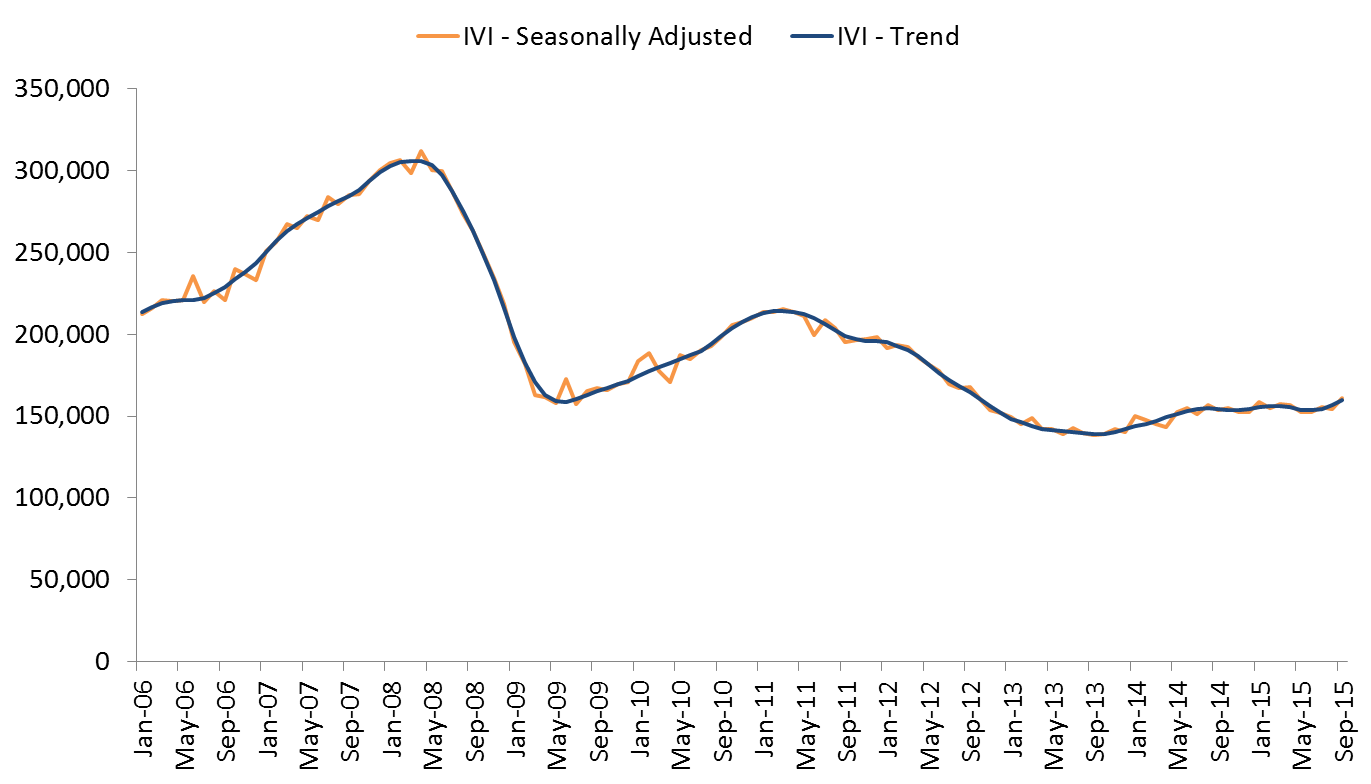 IVI - Seasonally Adjusted IVI - Trend
350,000
300,000
250,000
200,000
150,000
100,000
50,000
0
Jan-06
May-06
Sep-06
Jan-07
May-07
Sep-07
Jan-08
May-08
Sep-08
Jan-09
May-09
Sep-09
Jan-10
May-10
Sep-10
Jan-11
May-11
Sep-11
Jan-12
May-12
Sep-12
Jan-13
May-13
Sep-13
Jan-14
May-14
Sep-14
Jan-15
May-15
Sep-15